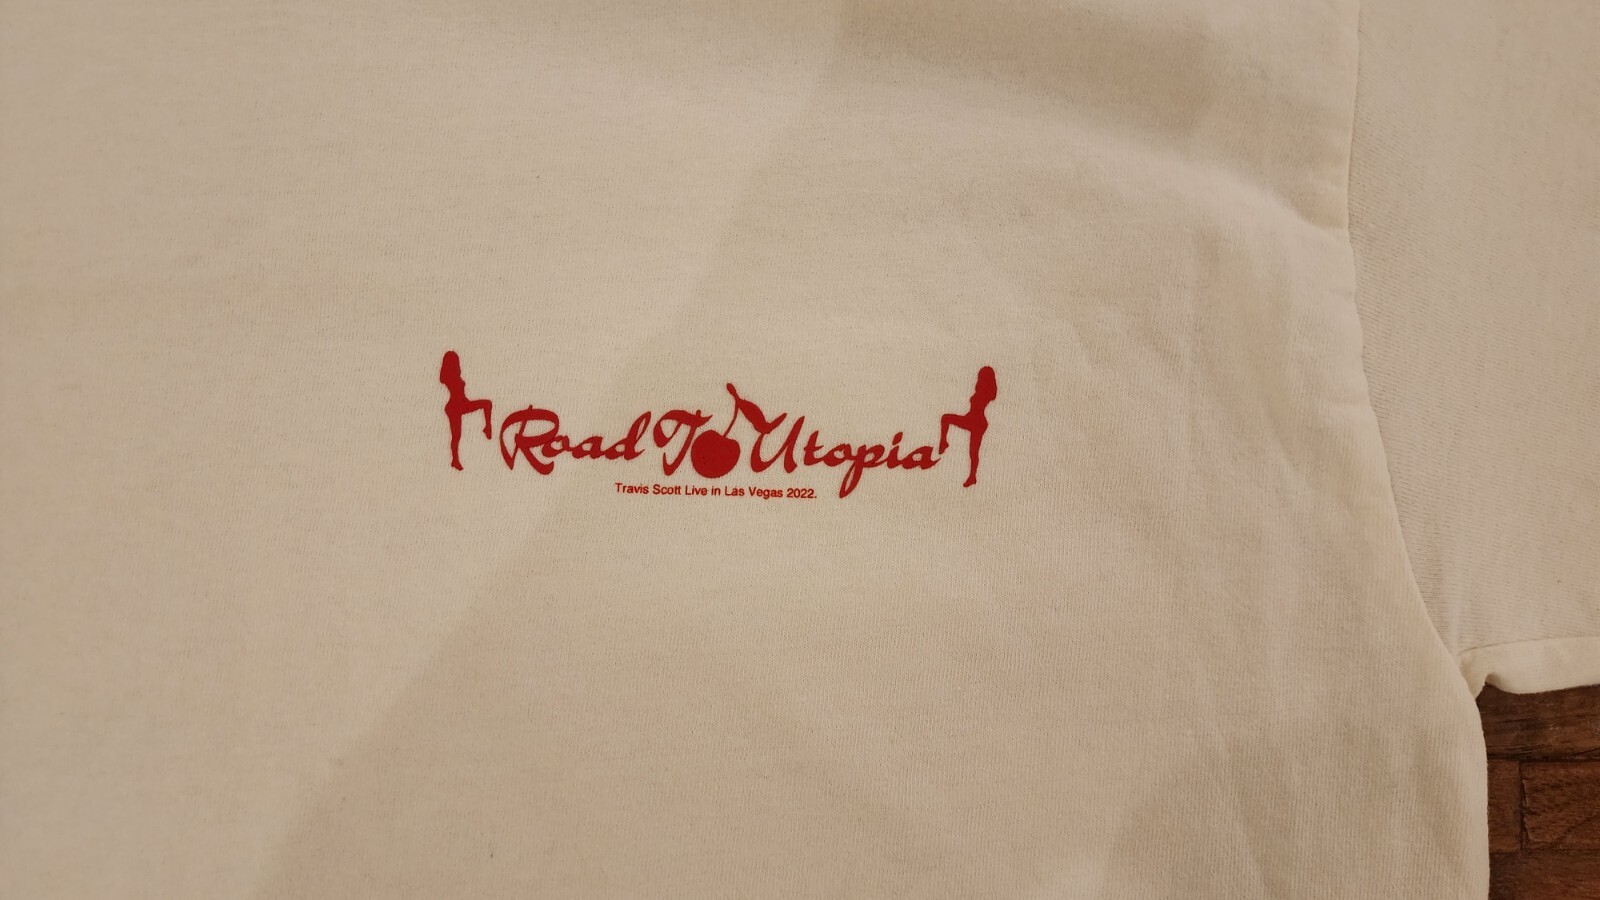 Road To Utopia
Travis Scott Live in Las Vegas 2022.